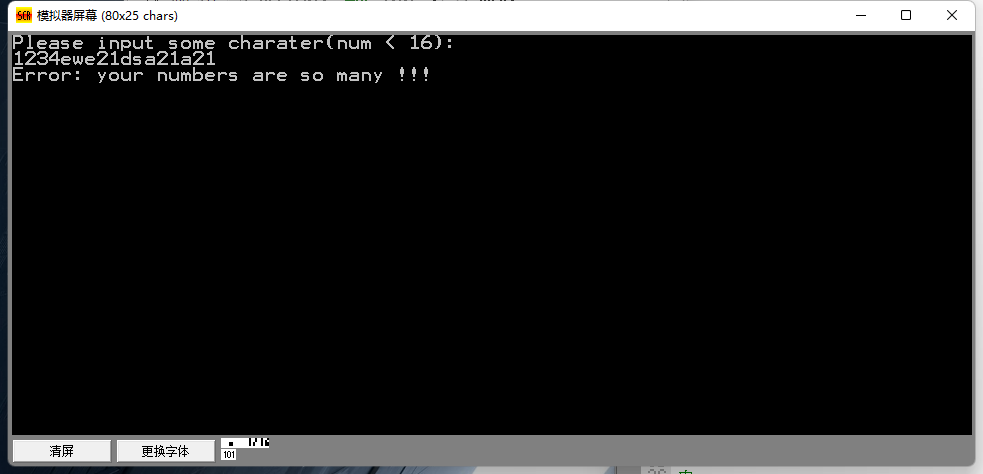 模拟器屏幕 (80x25 chars)
Please input some charater(num < 16):
1234ewe21dsa21a21
Error: your numbers are so many !!!
清屏
更换字体
101